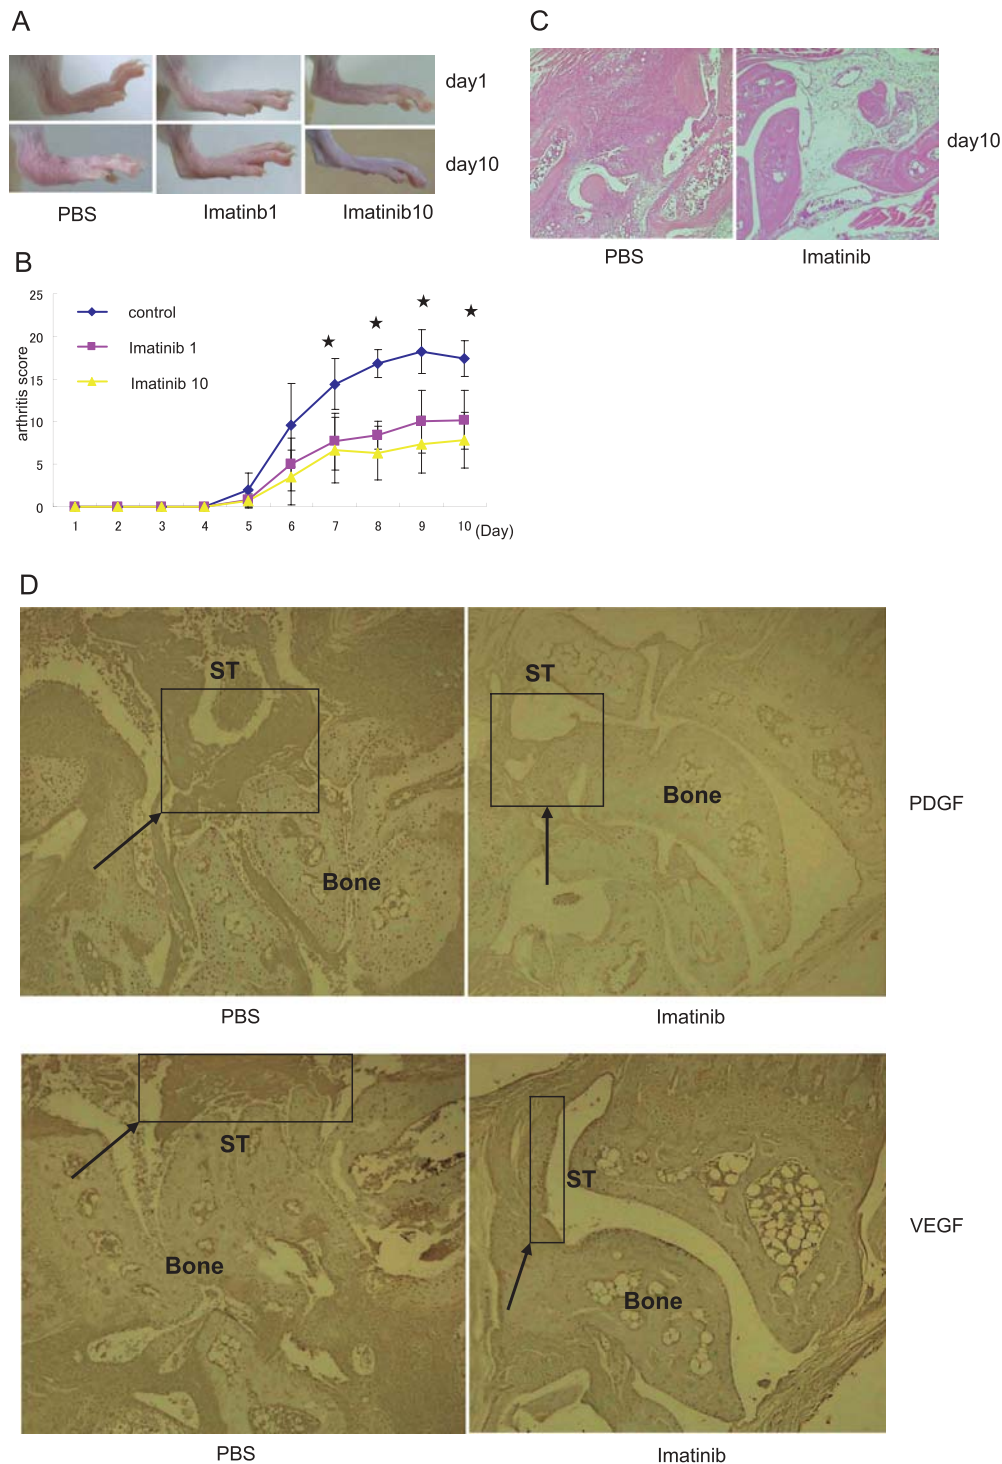 A
day1
day10
PBS
Imatinb1
Imatinib10
C
day10
PBS
Imatinib
B
25
20
15
10
5
0
arthritis score
control
Imatinib 1
Imatinib 10
★ ★ ★ ★
1 2 3 4 5 6 7 8 9 10 (Day)
D
ST
Bone
ST
Bone
PDGF
PBS
Imatinib
ST
Bone
ST
Bone
VEGF
PBS
Imatinib